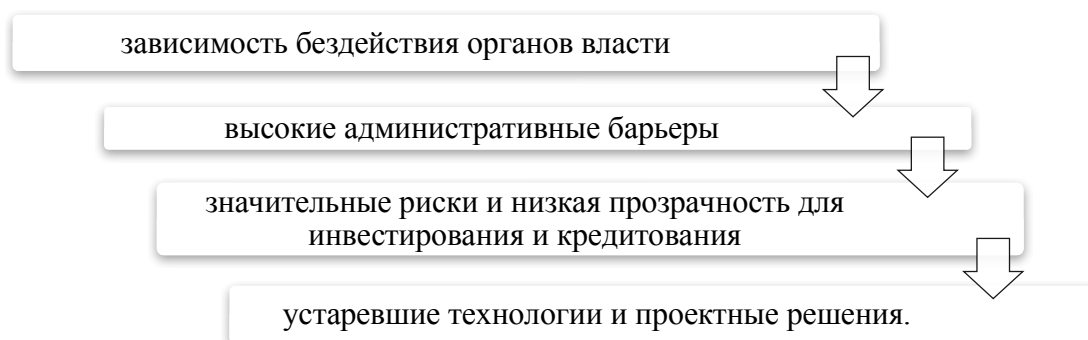 зависимость бездействия органов власти
высокие административные барьеры
значительные риски и низкая прозрачность для
инвестирования и кредитования
устаревшие технологии и проектные решения.